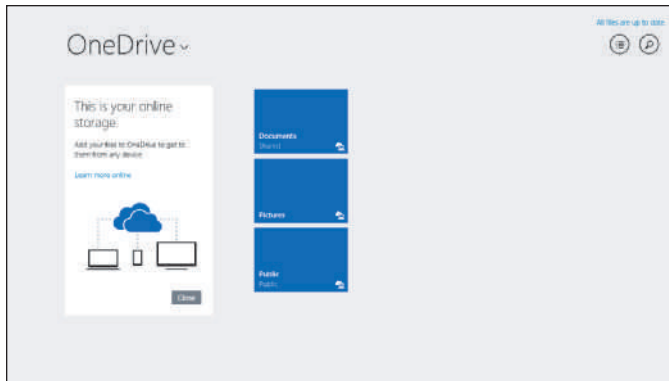 All files are up to date
OneDrive
This is your online
storage
Add your files to OneDrive to get to
them from any device
Learn more online
Close
Documents
Shared
Pictures
Public
Public